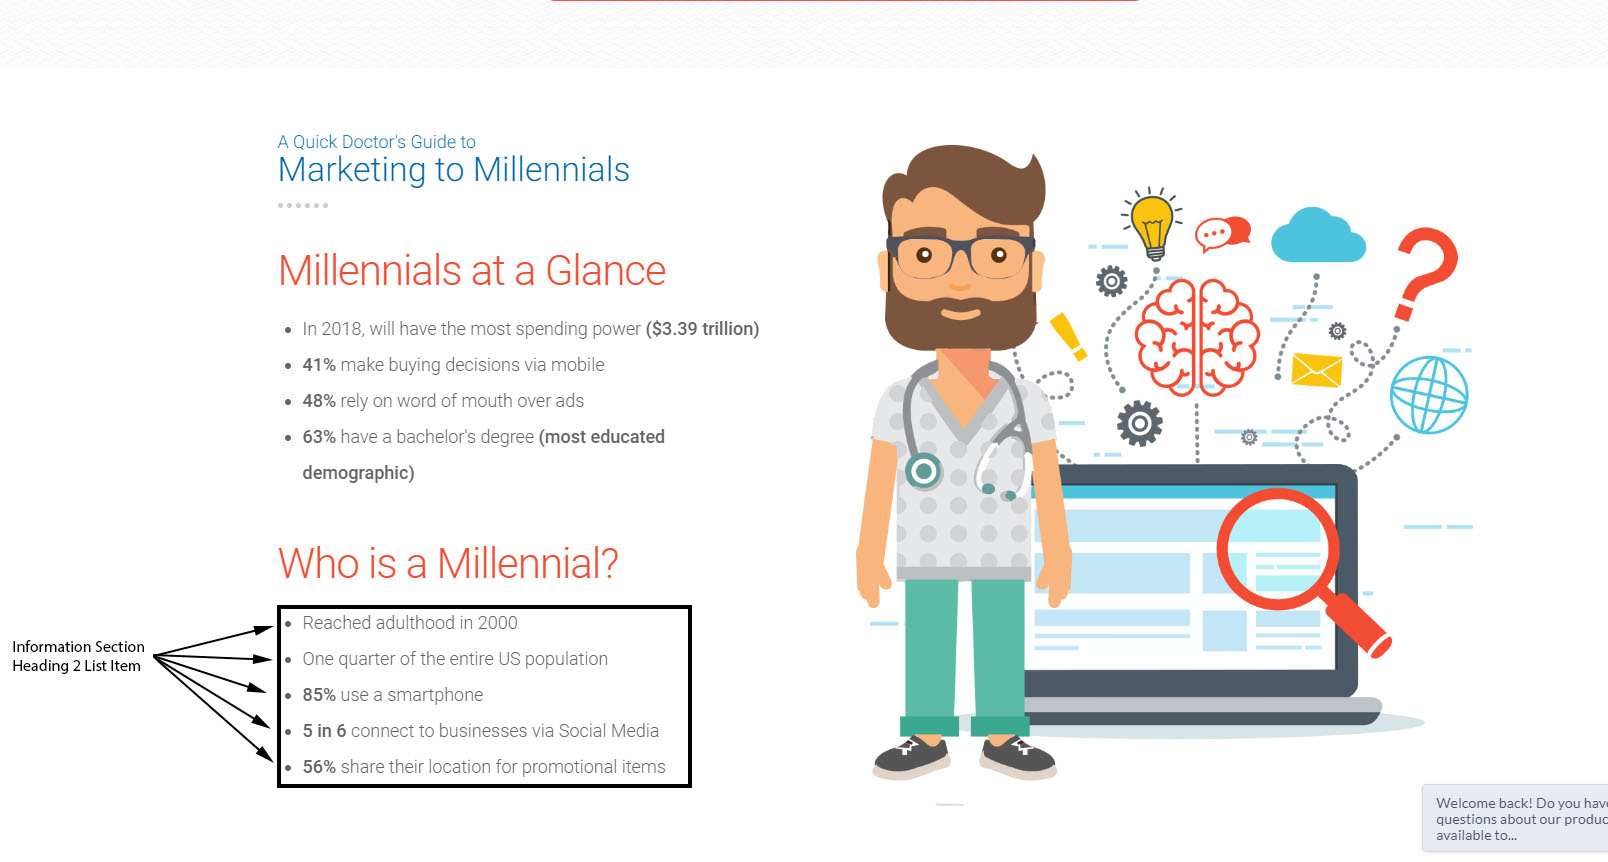 A Quick Doctor's Guide to
Marketing to Millennials
Millennials at a Glance
In 2018, will have the most spending power ($3.39 trillion)
41% make buying decisions via mobile
48% rely on word of mouth over ads
63% have a bachelor's degree (most educated
demographic)
Who is a Millennial?
Information Section
Heading 2 List Item
Reached adulthood in 2000
One quarter of the entire US population
85% use a smartphone
5 in 6 connect to businesses via Social Media
56% share their location for promotional items
Welcome back! Do you have
questions about our produc
available to...